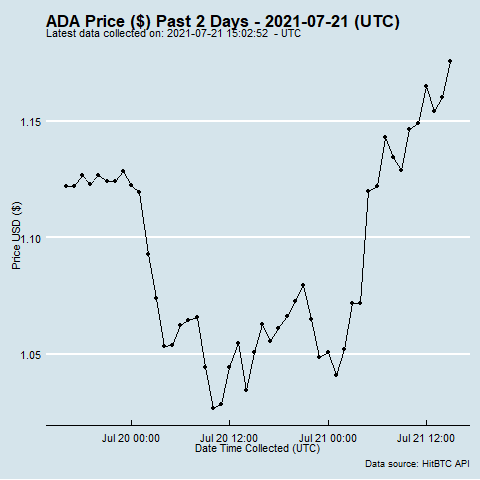 ADA Price ($) Past 2 Days - 2021-07-21 (UTC)
Latest data collected on: 2021-07-21 15:02:52 - UTC
1.15
1.10
1.05
Price USD ($)
Jul 20 00:00 Jul 20 12:00 Jul 21 00:00 Jul 21 12:00
Date Time Collected (UTC)
Data source: HitBTC API